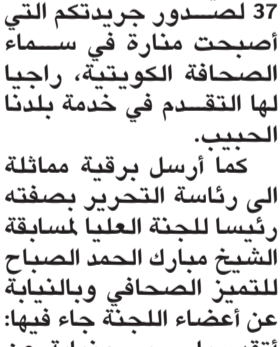 37 لصدور جريدتكم التي
أصبحت منارة في سماء
الصحافة الكويتية، راجيا
لها التقدم في خدمة بلدنا
الحبيب.
كما أرسل برقية مماثلة
الى رئاسة التحرير بصفته
رئيسا للجنة العليا لمسابقة
الشيخ مبارك الحمد الصباح
للتميز الصحافي وبالنيابة
عن أعضاء اللجنة جاء فيها: